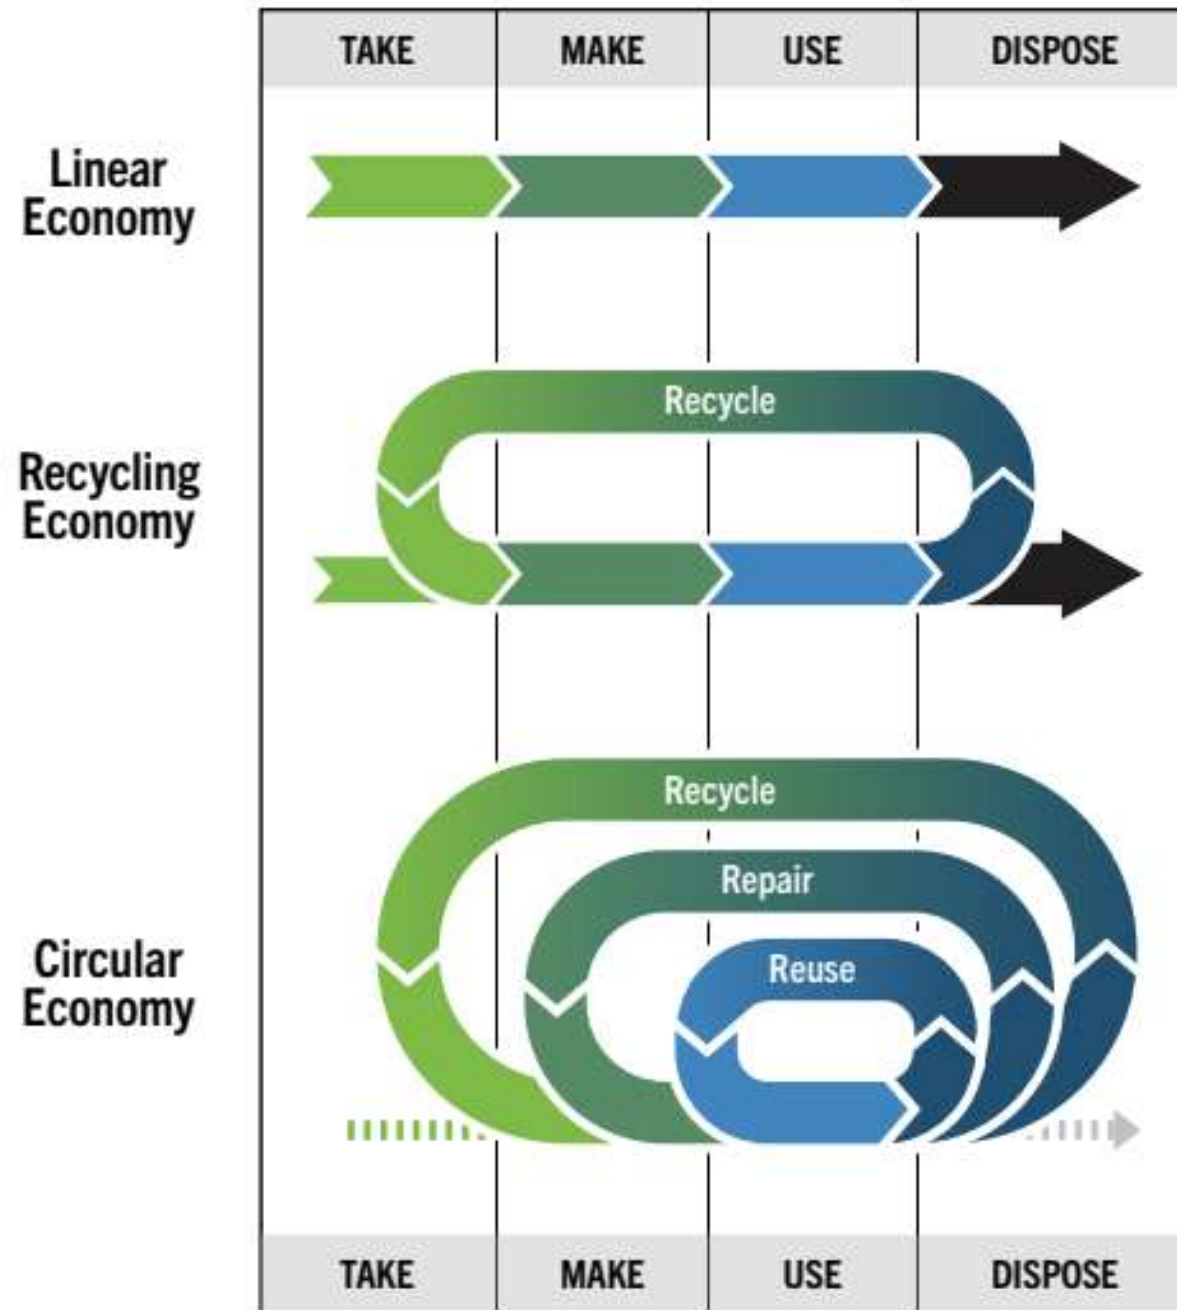 TAKE MAKE USE DISPOSE
Linear
Economy
Recycle
Recycling
Economy
Recycle
Repair
Reuse
Circular
Economy
TAKE MAKE USE DISPOSE